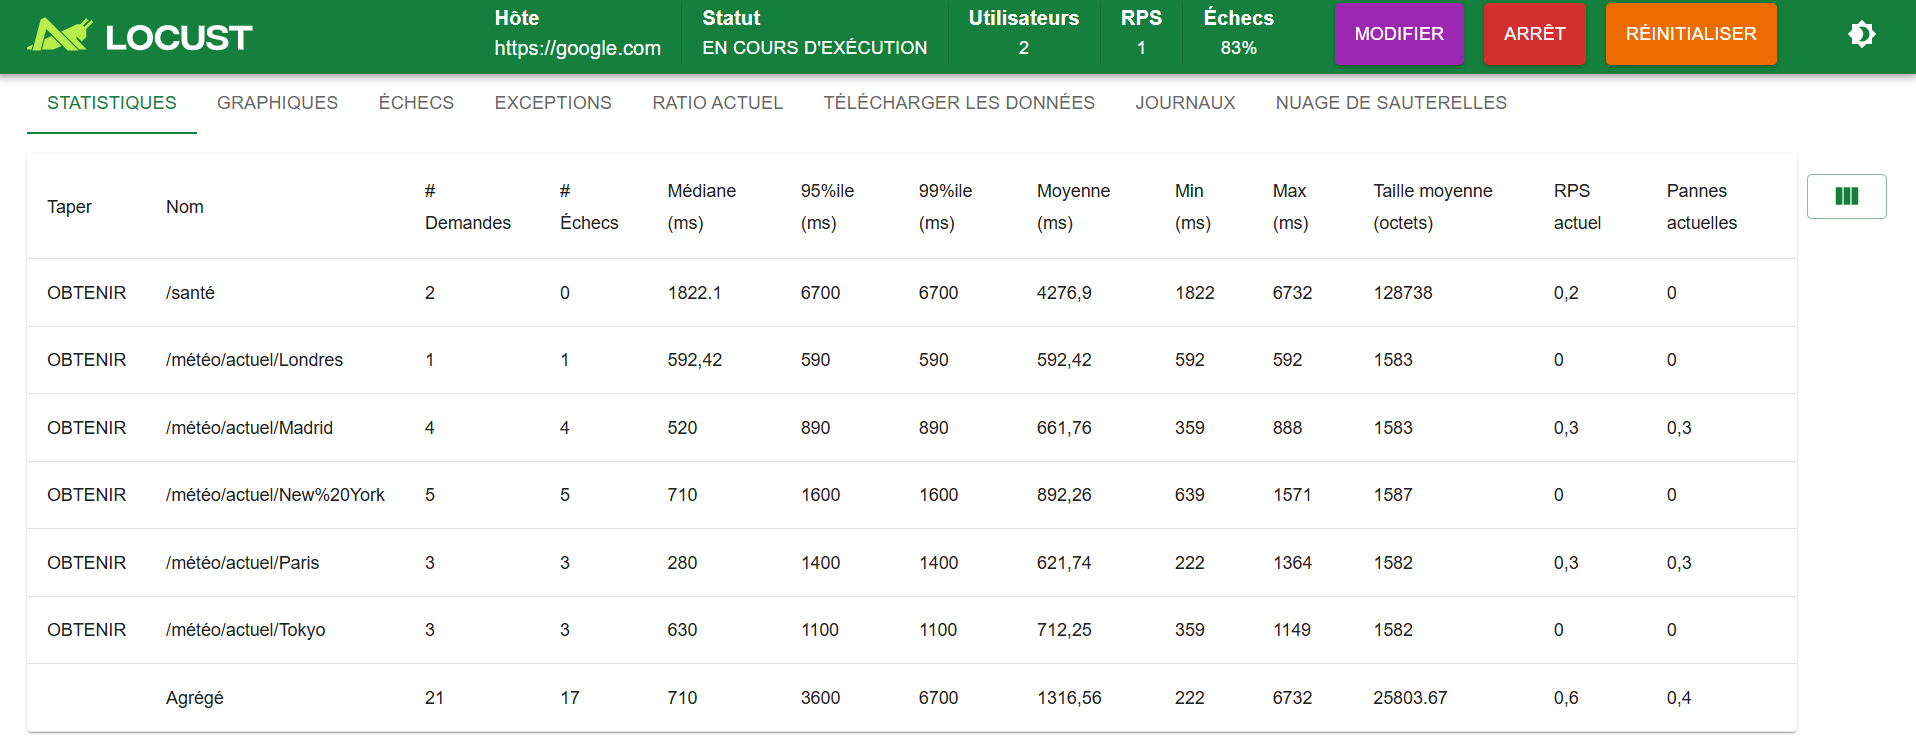 LOCUST
Hôte
https://google.com
Statut
EN COURS D'EXÉCUTION
Utilisateurs
2
RPS
1
Échecs
83%
MODIFIER
ARRÊT
RÉINITIALISER
STATISTIQUES GRAPHIQUES ÉCHECS EXCEPTIONS RATIO ACTUEL TÉLÉCHARGER LES DONNÉES JOURNAUX NUAGE DE SAUTERELLES
Taper Nom # Demandes # Échecs Médiane (ms) 95%ile (ms) 99%ile (ms) Moyenne (ms) Min (ms) Max (ms) Taille moyenne (octets) RPS actuel Pannes actuelles
OBTENIR /santé 2 0 1822.1 6700 6700 4276,9 1822 6732 128738 0,2 0
OBTENIR /météo/actuel/Londres 1 1 592,42 590 590 592,42 592 592 1583 0 0
OBTENIR /météo/actuel/Madrid 4 4 520 890 890 661,76 359 888 1583 0,3 0,3
OBTENIR /météo/actuel/New%20York 5 5 710 1600 1600 892,26 639 1571 1587 0 0
OBTENIR /météo/actuel/Paris 3 3 280 1400 1400 621,74 222 1364 1582 0,3 0,3
OBTENIR /météo/actuel/Tokyo 3 3 630 1100 1100 712,25 359 1149 1582 0 0
Agrégé 21 17 710 3600 6700 1316,56 222 6732 25803.67 0,6 0,4